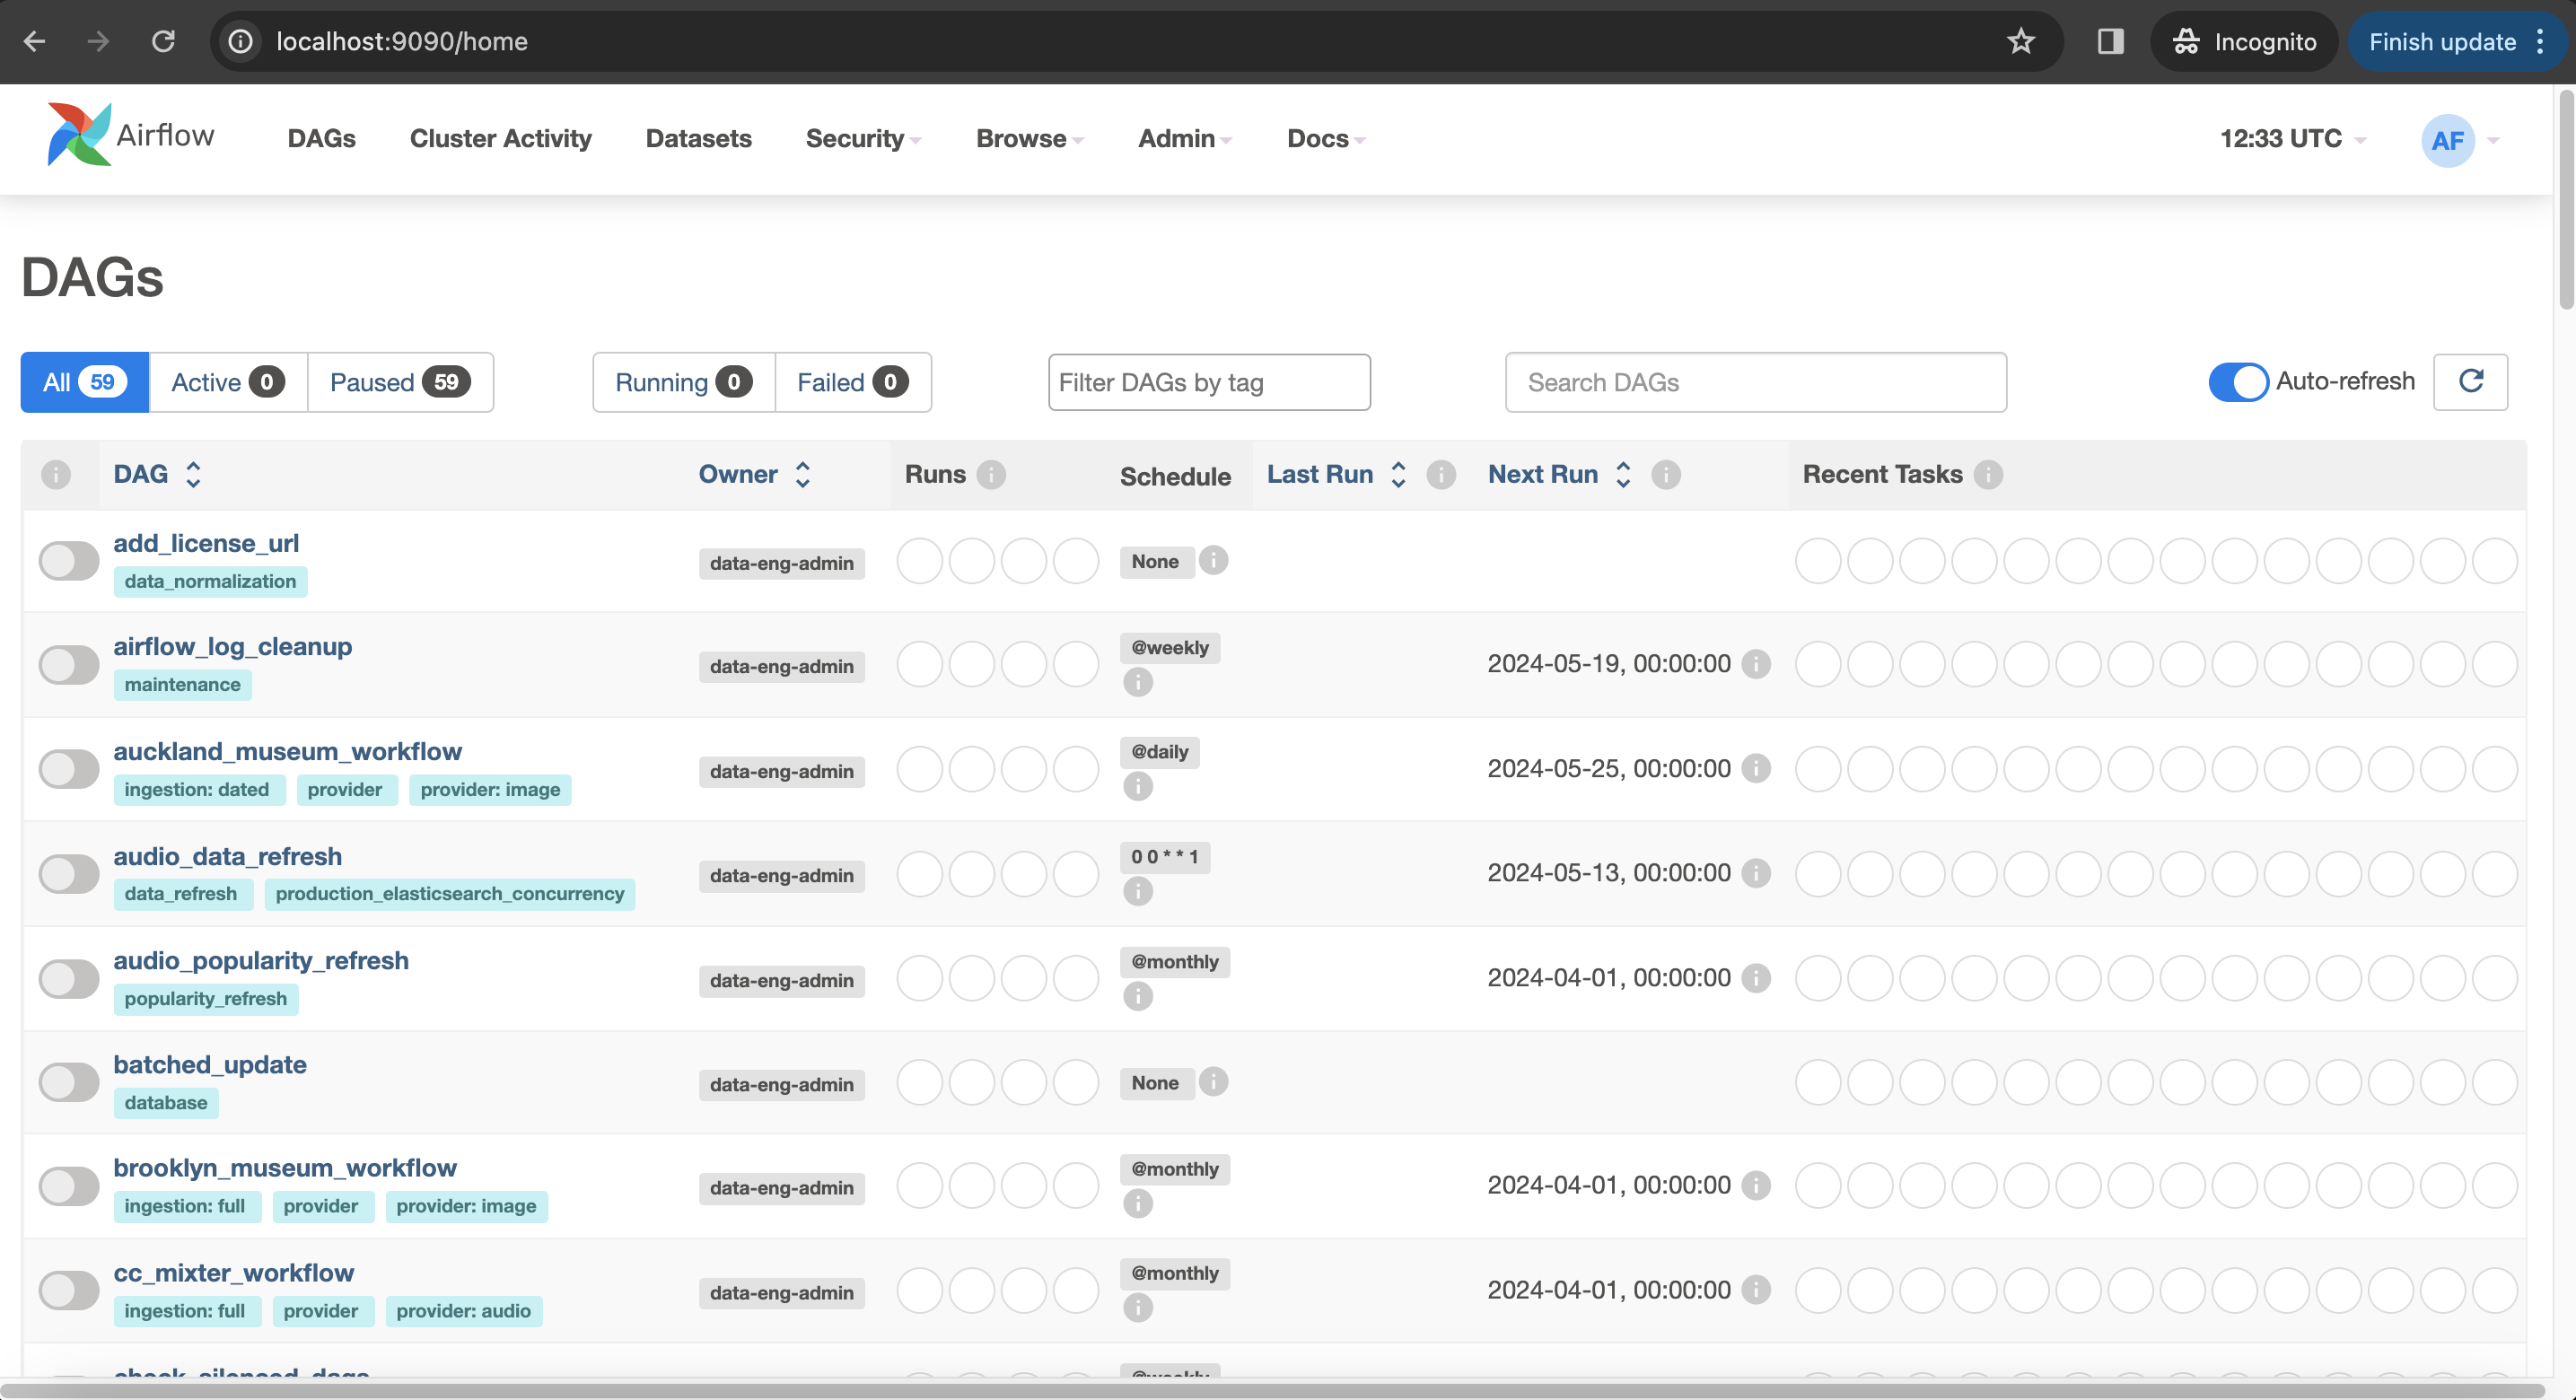 localhost:9090/home
Incognito
Finish update
Airflow
DAGs
Cluster Activity
Datasets
Security
Browse
Admin
Docs
12:33 UTC
AF
DAGs
All 59
Active 0
Paused 59
Running 0
Failed 0
Filter DAGs by tag
Search DAGs
Auto-refresh
DAG
Owner
Runs
Schedule
Last Run
Next Run
Recent Tasks
add_license_url
data_normalization
data-eng-admin
None
airflow_log_cleanup
maintenance
data-eng-admin
@weekly
2024-05-19, 00:00:00
auckland_museum_workflow
ingestion: dated provider provider: image
data-eng-admin
@daily
2024-05-25, 00:00:00
audio_data_refresh
data_refresh production_elasticsearch_concurrency
data-eng-admin
0 0 * * 1
2024-05-13, 00:00:00
audio_popularity_refresh
popularity_refresh
data-eng-admin
@monthly
2024-04-01, 00:00:00
batched_update
database
data-eng-admin
None
brooklyn_museum_workflow
ingestion: full provider provider: image
data-eng-admin
@monthly
2024-04-01, 00:00:00
cc_mixter_workflow
ingestion: full provider provider: audio
data-eng-admin
@monthly
2024-04-01, 00:00:00
check_silenced_dags
@weekly